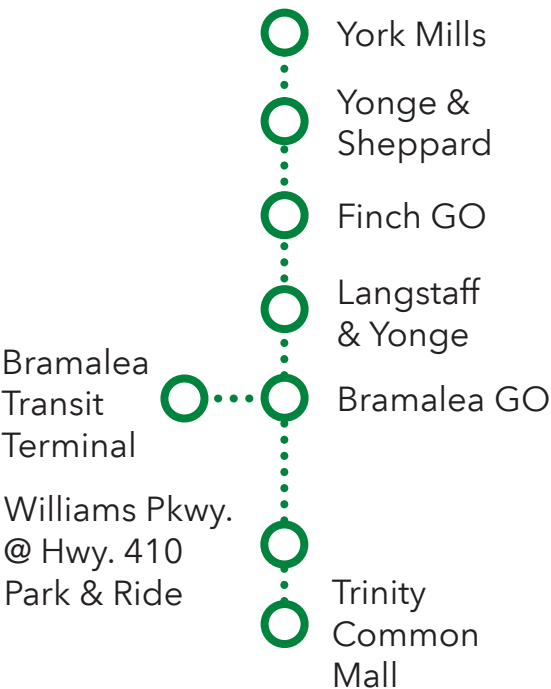 York Mills
Yonge &
Sheppard
Finch GO
Langstaff
& Yonge
Bramalea
Transit
Terminal
Bramalea GO
Williams Pkwy.
@ Hwy. 410
Park & Ride
Trinity
Common
Mall